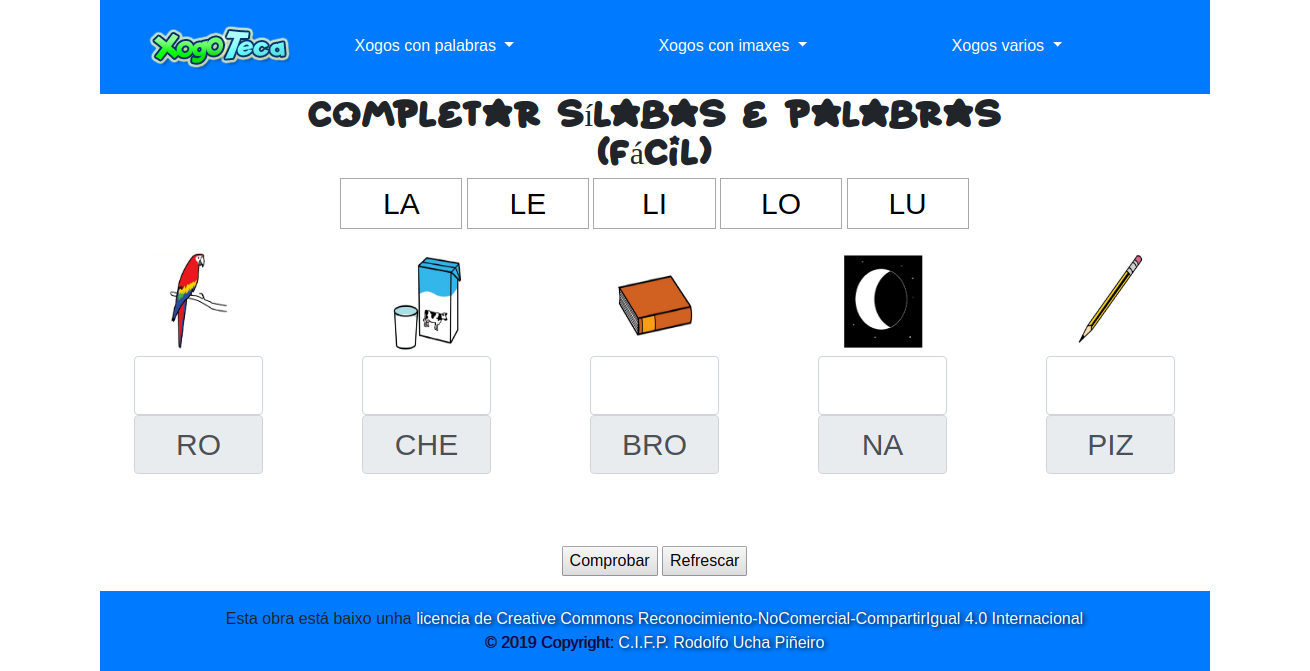 XogoTeca
Xogos con palabras
Xogos con imaxes
Xogos varios
COMPLETAR SíLABAS E PALABRAS
(FáCIL)
LA
LE
LI
LO
LU
RO
CHE
BRO
NA
PIZ
Comprobar
Refrescar
Esta obra está baixo unha licencia de Creative Commons Reconocimiento-NoComercial-CompartirIgual 4.0 Internacional
© 2019 Copyright: C.I.F.P. Rodolfo Ucha Piñeiro